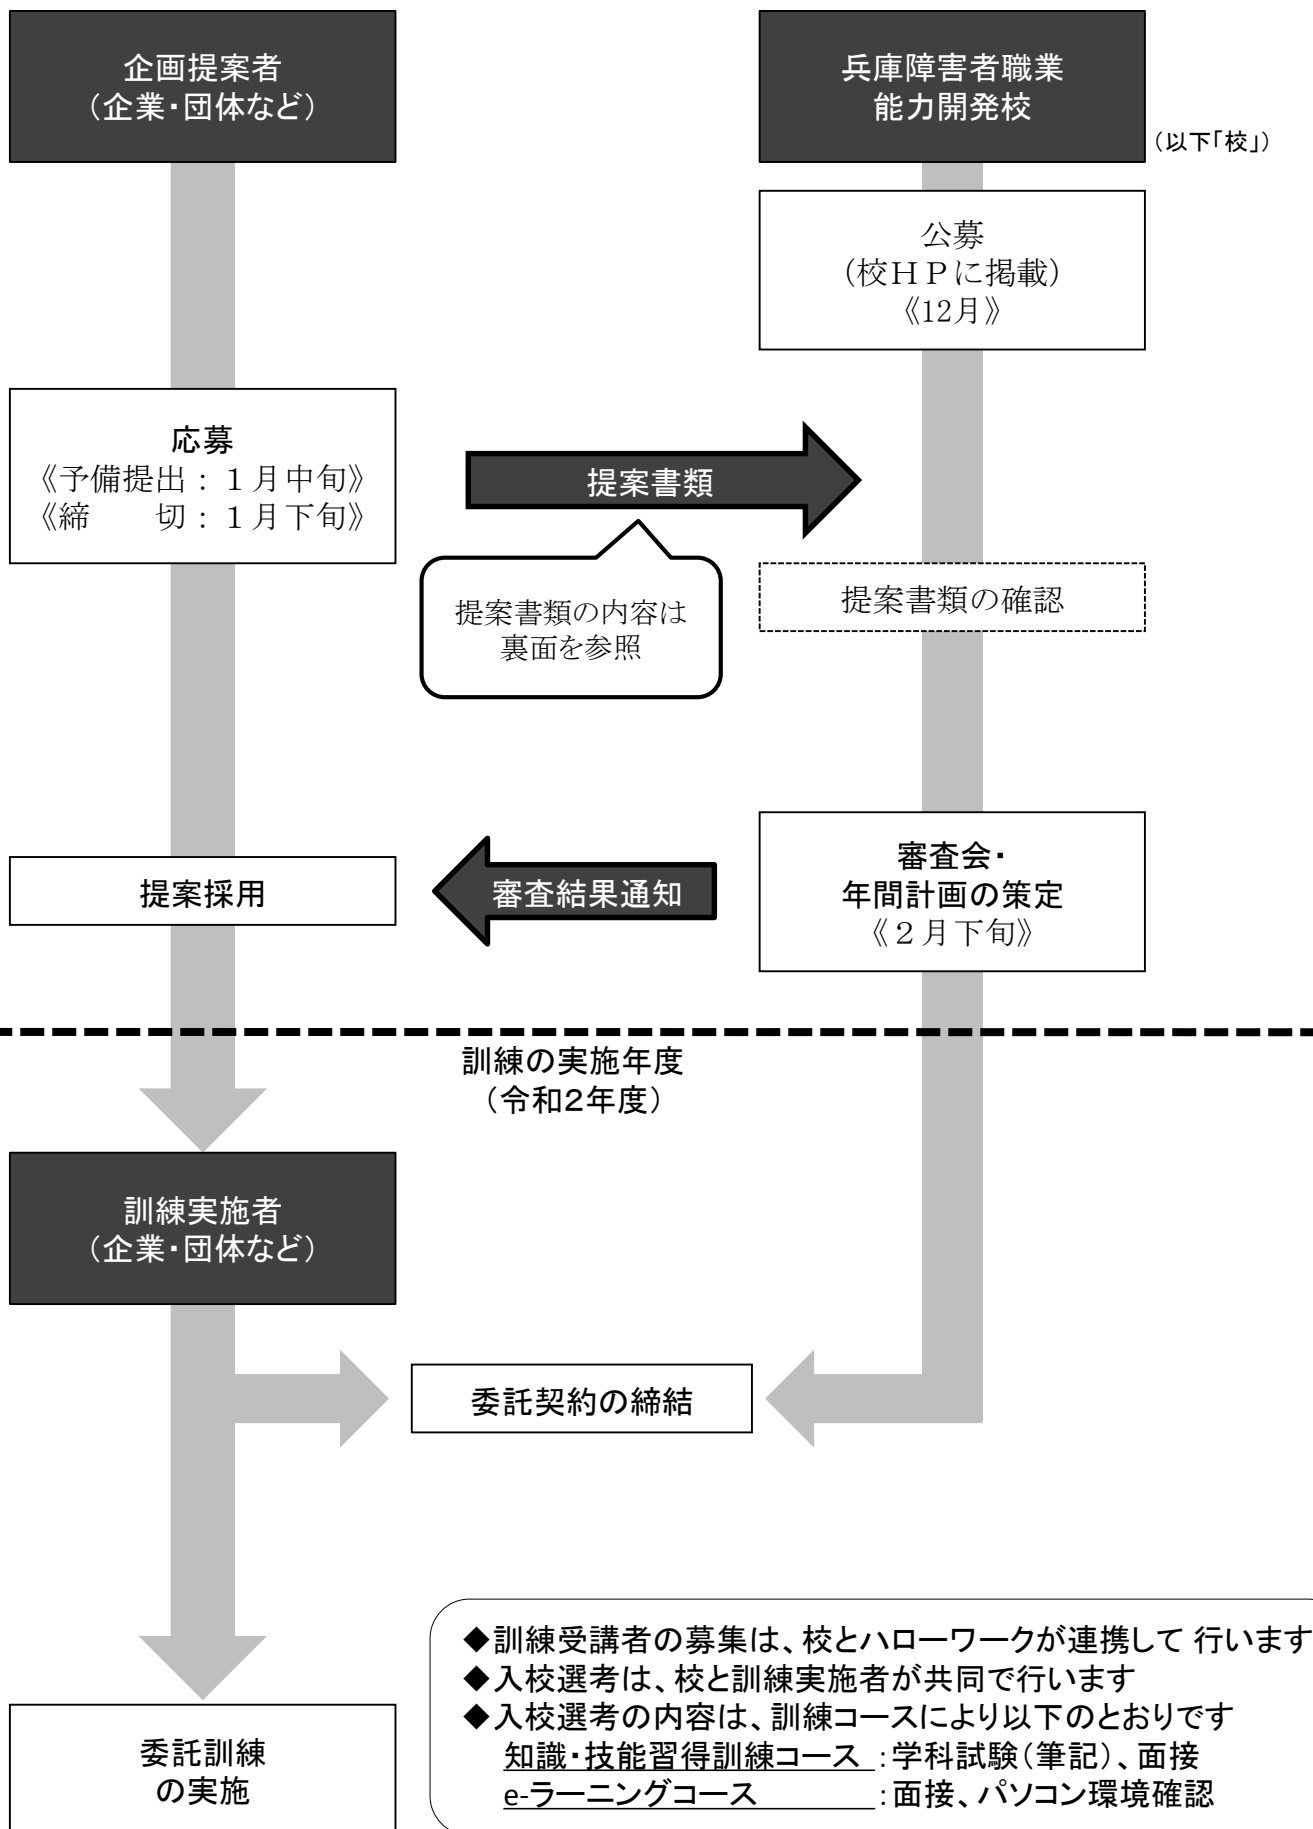 企画提案者
（企業・団体など）
兵庫障害者職業
能力開発校
（以下「校」）
公募
（校ＨＰに掲載）
《12月》
応募
《予備提出：１月中旬》
《締　　切：１月下旬》
提案書類
提案書類の内容は
裏面を参照
提案書類の確認
審査会・
年間計画の策定
《２月下旬》
審査結果通知
提案採用
訓練の実施年度
（令和２年度）
訓練実施者
（企業・団体など）
委託契約の締結
委託訓練
の実施
◆訓練受講者の募集は、校とハローワークが連携して 行います
◆入校選考は、校と訓練実施者が共同で行います
◆入校選考の内容は、訓練コースにより以下のとおりです
知識・技能習得訓練コース ：学科試験（筆記）、面接
e-ラーニングコース ：面接、パソコン環境確認